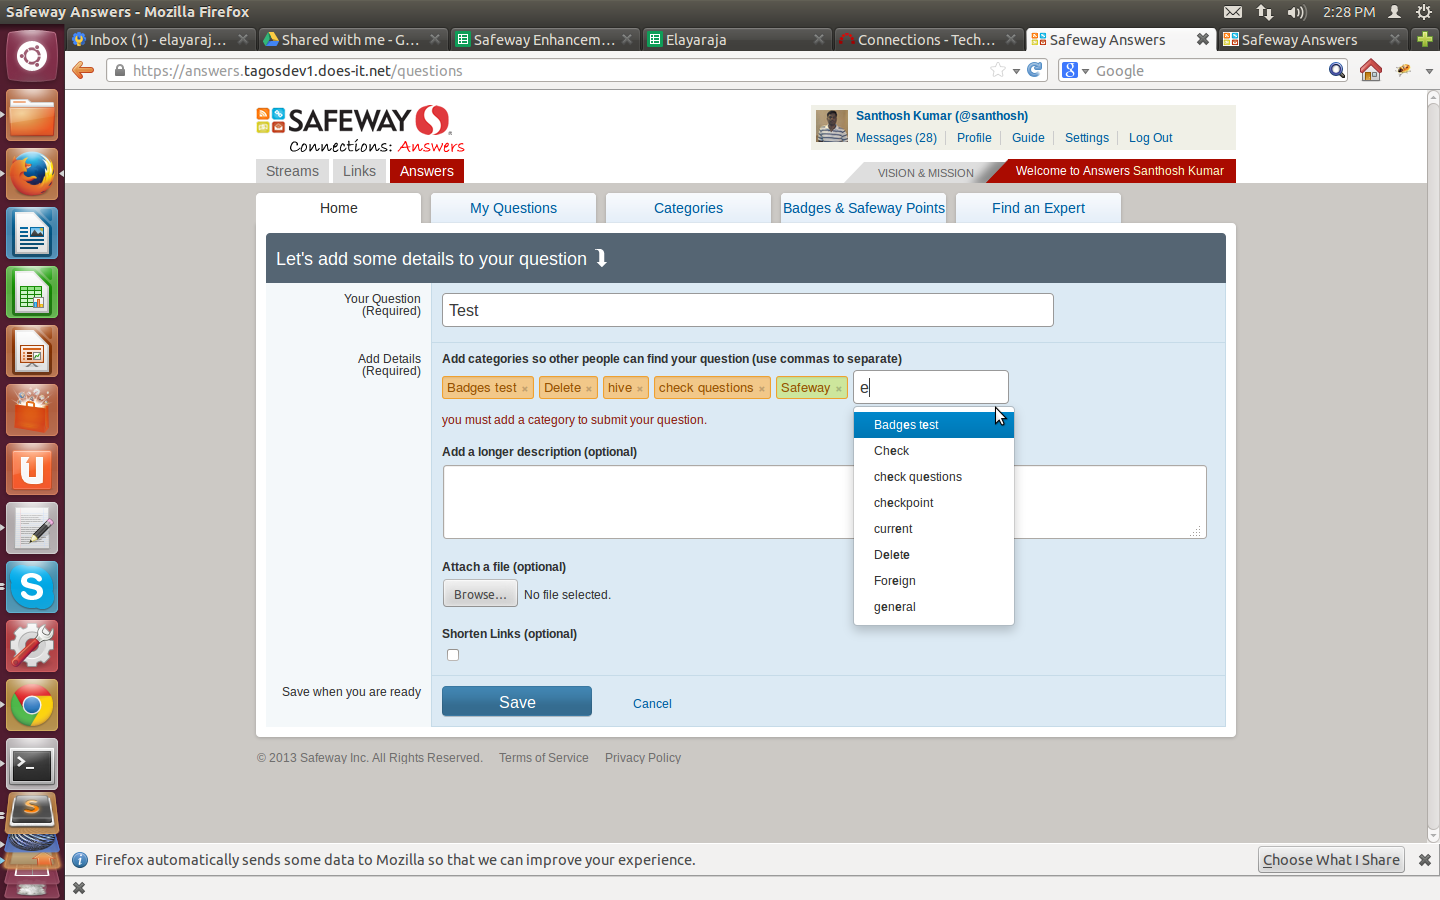 Safeway Answers - Mozilla Firefox
2:28 PM
Inbox (1) - elayaraj...
Shared with me - G...
Safeway Enhancem...
Elayaraja
Connections - Tech...
Safeway Answers
Safeway Answers
https://answers.tagosdev1.does-it.net/questions
Google
SAFEWAY
Connections: Answers
Santhosh Kumar (@santhosh)
Messages (28) Profile Guide Settings Log Out
Streams Links Answers
VISION & MISSION
Welcome to Answers Santhosh Kumar
Home My Questions Categories Badges & Safeway Points Find an Expert
Let's add some details to your question
Your Question
(Required)
Test
Add Details
(Required)
Add categories so other people can find your question (use commas to separate)
Badges test × Delete × hive × check questions × Safeway × e
you must add a category to submit your question.
Badges test
Check
check questions
checkpoint
current
Delete
Foreign
general
Add a longer description (optional)
Attach a file (optional)
Browse... No file selected.
Shorten Links (optional)
Save when you are ready
Save Cancel
© 2013 Safeway Inc. All Rights Reserved. Terms of Service Privacy Policy
Firefox automatically sends some data to Mozilla so that we can improve your experience.
Choose What I Share